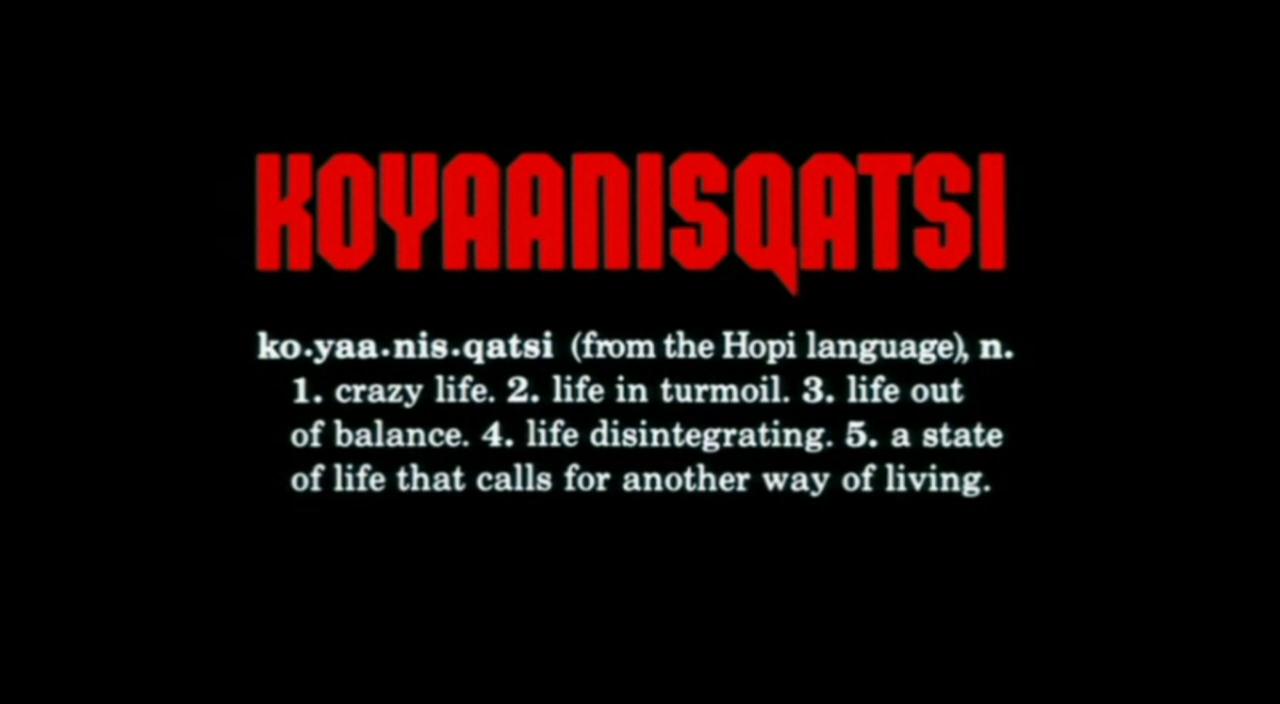 KOYAANISQATSI
ko.yaa.nis.qatsi (from the Hopi language), n.
1. crazy life. 2. life in turmoil. 3. life out
of balance. 4. life disintegrating. 5. a state
of life that calls for another way of living.